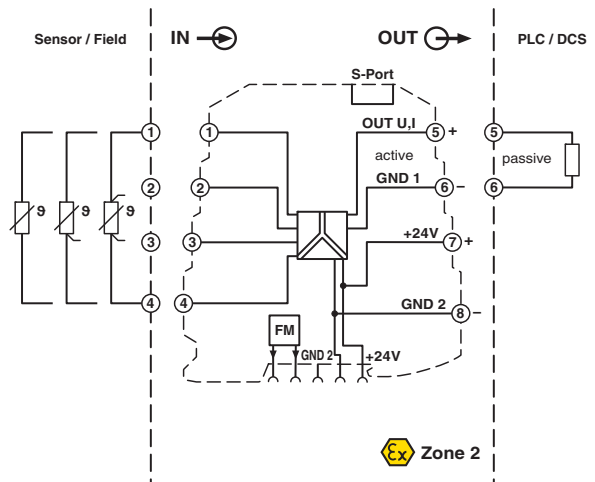 Sensor / Field
IN
OUT
PLC / DCS
S-Port
1
1
OUT U,I
5
+
5
active
passive
2
2
GND 1
6
–
6
ϑ
ϑ
ϑ
3
3
+24V
7
+
4
4
GND 2
8
–
FM
GND 2
+24V
Ex
Zone 2